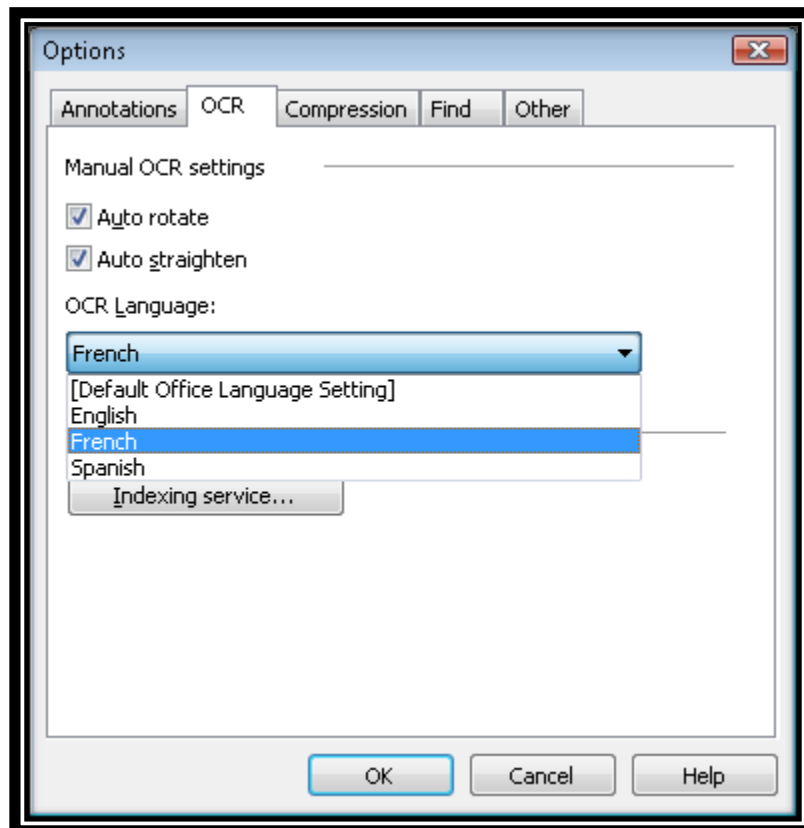 Options
Annotations OCR Compression Find Other
Manual OCR settings
Auto rotate
Auto straighten
OCR Language:
French
[Default Office Language Setting]
English
French
Spanish
Indexing service...
OK Cancel Help